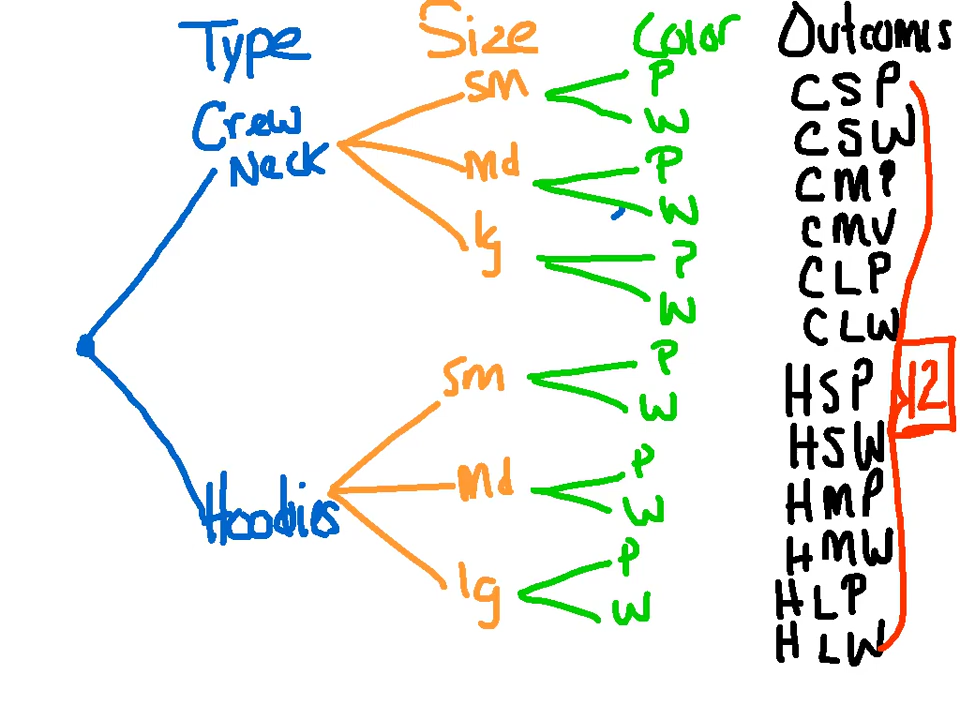 Type Size Color Outcomes
Crew Neck
sm P W
Md P W
lg P W
Hoodies
sm P W
Md P W
lg P W
CSP
CSW
CMP
CMV
CLP
CLW
HSP
HSW
HMP
HMW
HLP
HLW
12